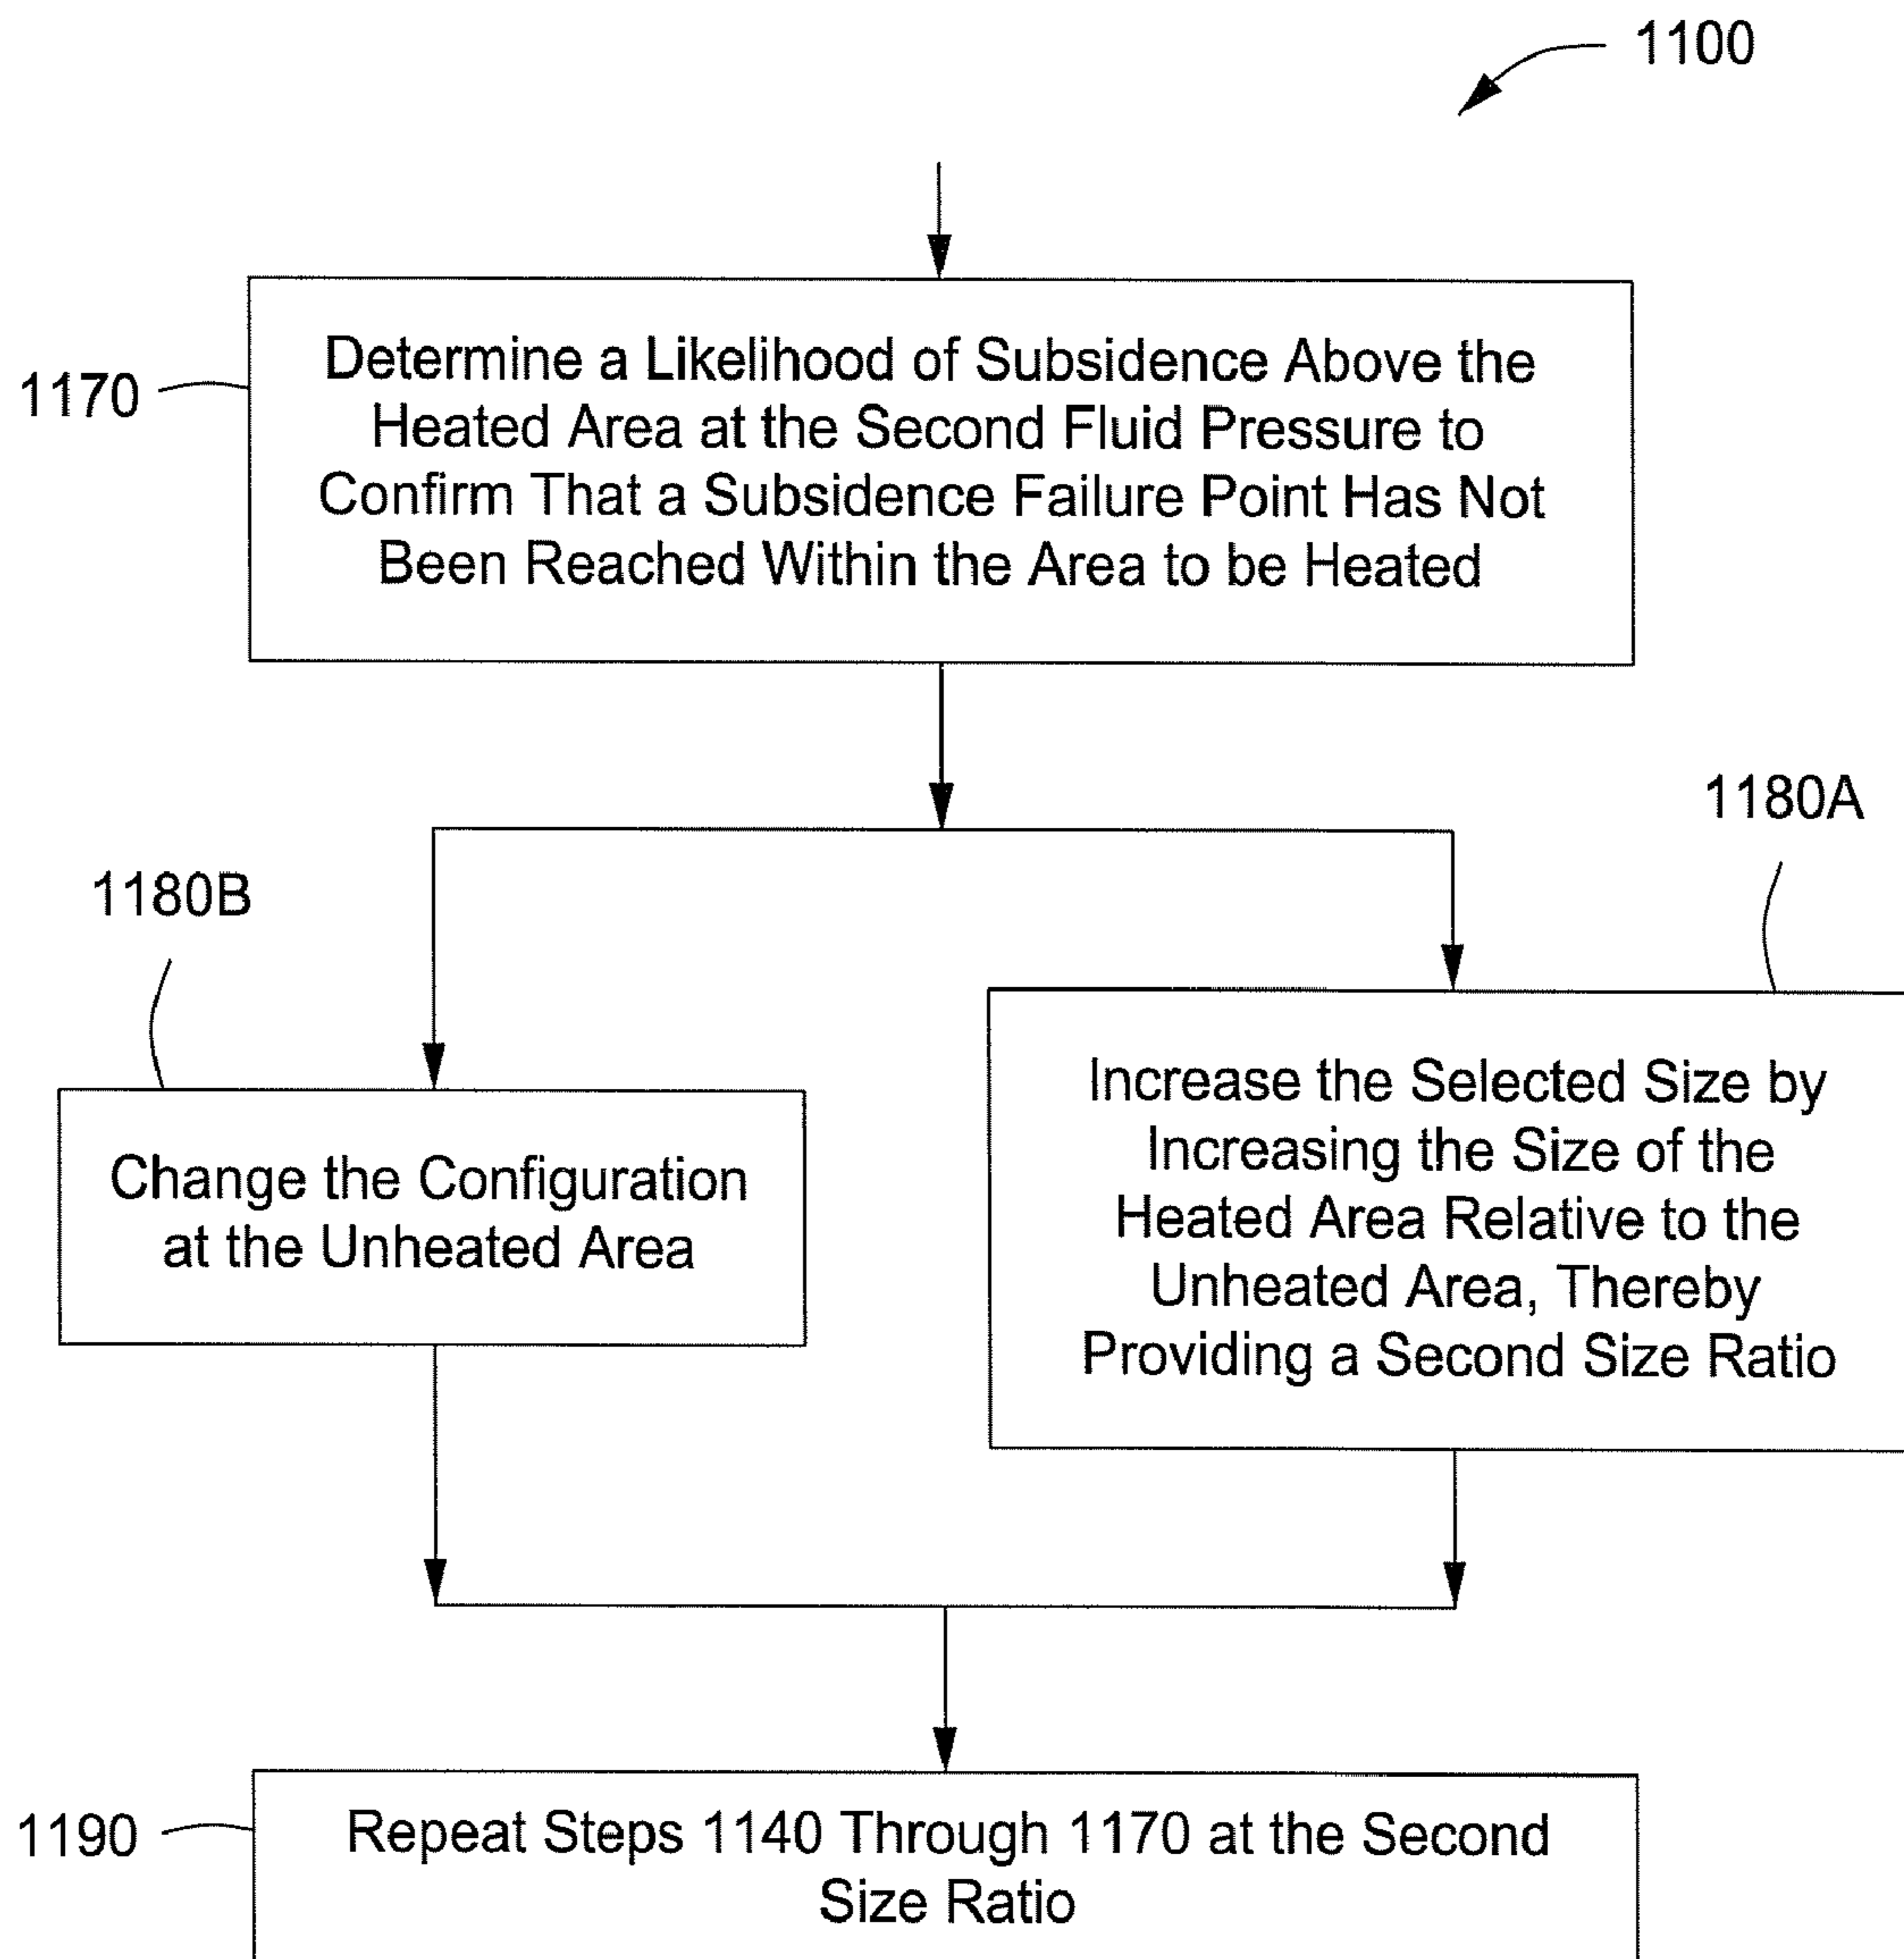 1100
1170
Determine a Likelihood of Subsidence Above the
Heated Area at the Second Fluid Pressure to
Confirm That a Subsidence Failure Point Has Not
Been Reached Within the Area to be Heated
1180A
1180B
Increase the Selected Size by
Increasing the Size of the
Heated Area Relative to the
Unheated Area, Thereby
Providing a Second Size Ratio
Change the Configuration
at the Unheated Area
1190
Repeat Steps 1140 Through 1170 at the Second
Size Ratio